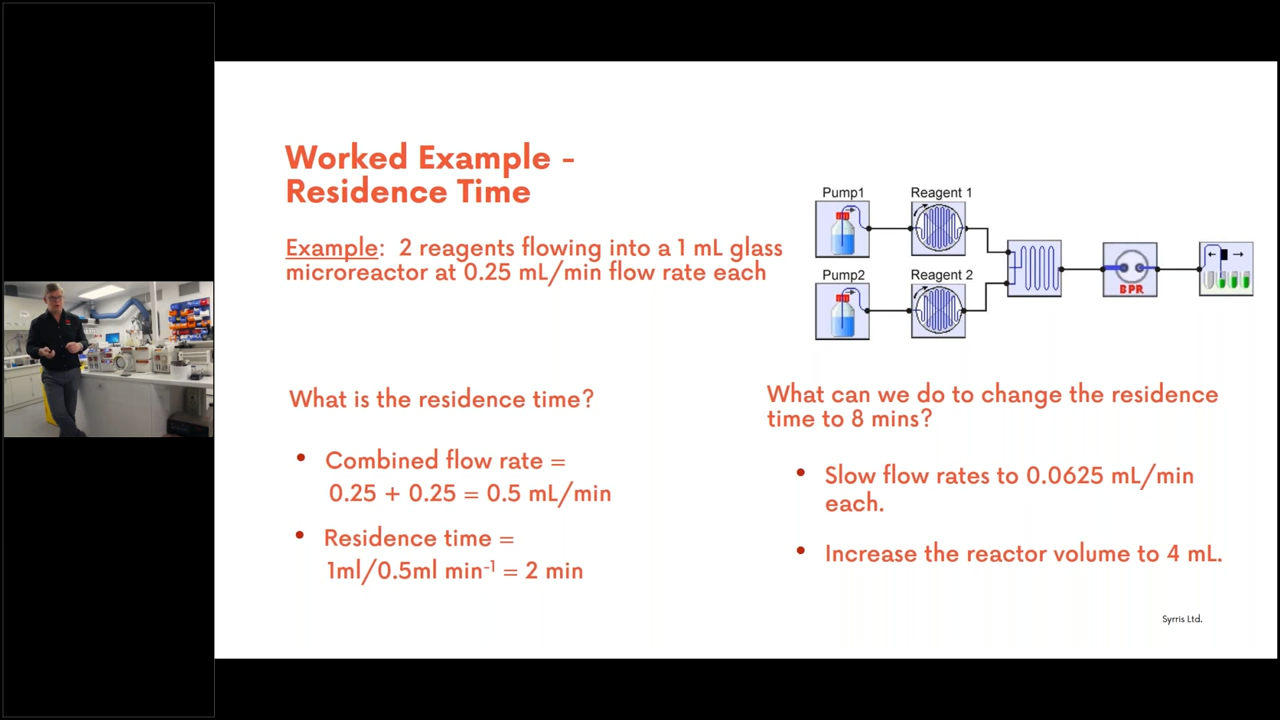 Worked Example -
Residence Time
Example: 2 reagents flowing into a 1 mL glass
microreactor at 0.25 mL/min flow rate each
Pump1
Reagent 1
Pump2
Reagent 2
BPR
What is the residence time?
• Combined flow rate =
0.25 + 0.25 = 0.5 mL/min
• Residence time =
1ml/0.5ml min⁻¹ = 2 min
What can we do to change the residence
time to 8 mins?
• Slow flow rates to 0.0625 mL/min
each.
• Increase the reactor volume to 4 mL.
Syrris Ltd.